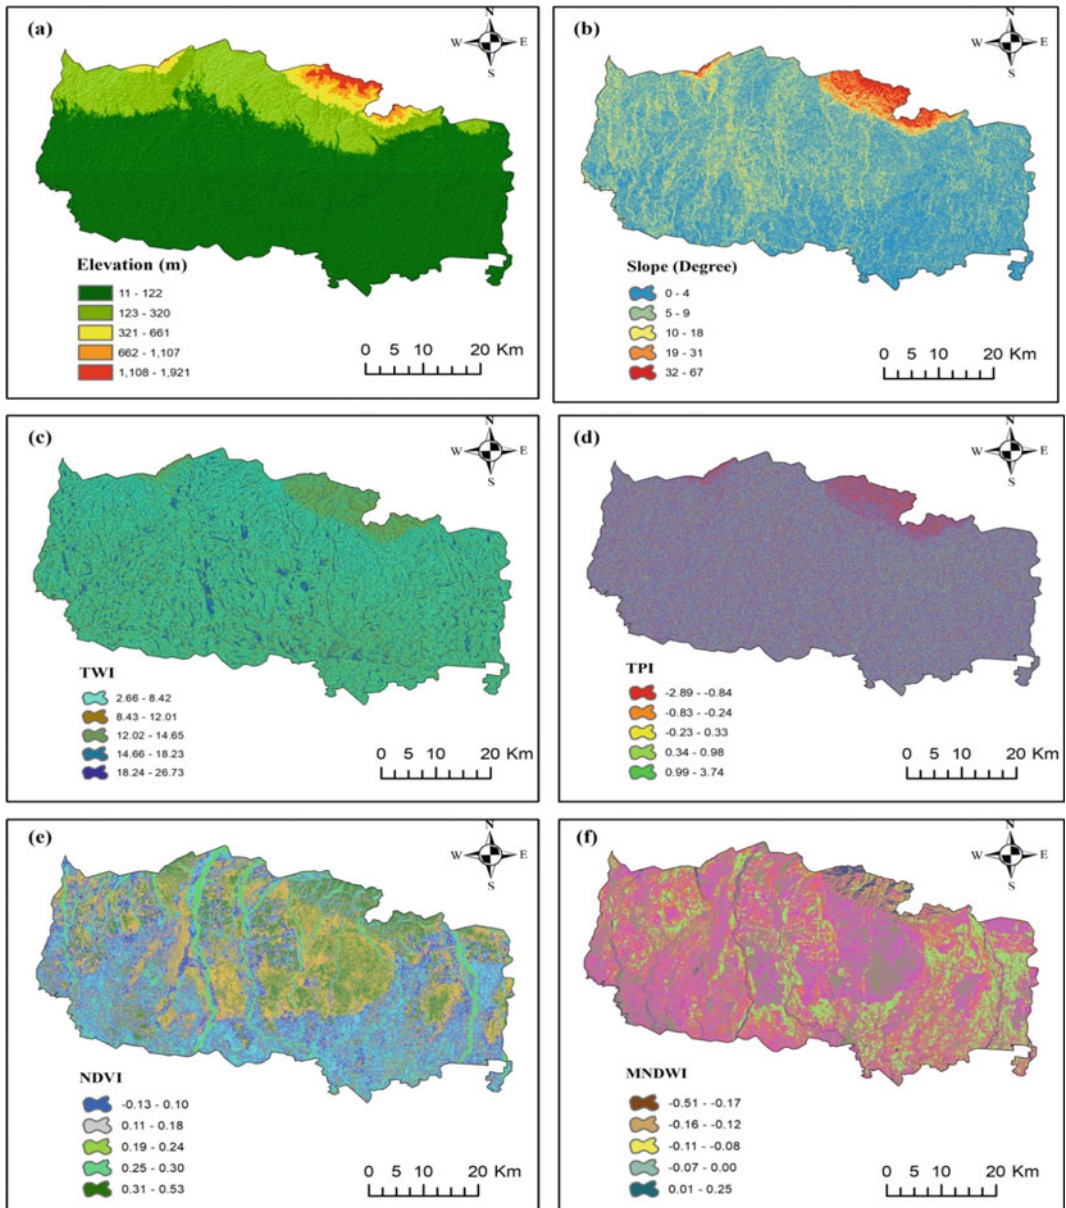 (a)
N
W
E
S
Elevation (m)
11 - 122
123 - 320
321 - 661
662 - 1,107
1,108 - 1,921
0 5 10 20 Km
(b)
N
W
E
S
Slope (Degree)
0 - 4
5 - 9
10 - 18
19 - 31
32 - 67
0 5 10 20 Km
(c)
N
W
E
S
TWI
2.66 - 8.42
8.43 - 12.01
12.02 - 14.65
14.66 - 18.23
18.24 - 26.73
0 5 10 20 Km
(d)
N
W
E
S
TPI
-2.89 - -0.84
-0.83 - -0.24
-0.23 - 0.33
0.34 - 0.98
0.99 - 3.74
0 5 10 20 Km
(e)
N
W
E
S
NDVI
-0.13 - 0.10
0.11 - 0.18
0.19 - 0.24
0.25 - 0.30
0.31 - 0.53
0 5 10 20 Km
(f)
N
W
E
S
MNDWI
-0.51 - -0.17
-0.16 - -0.12
-0.11 - -0.08
-0.07 - 0.00
0.01 - 0.25
0 5 10 20 Km